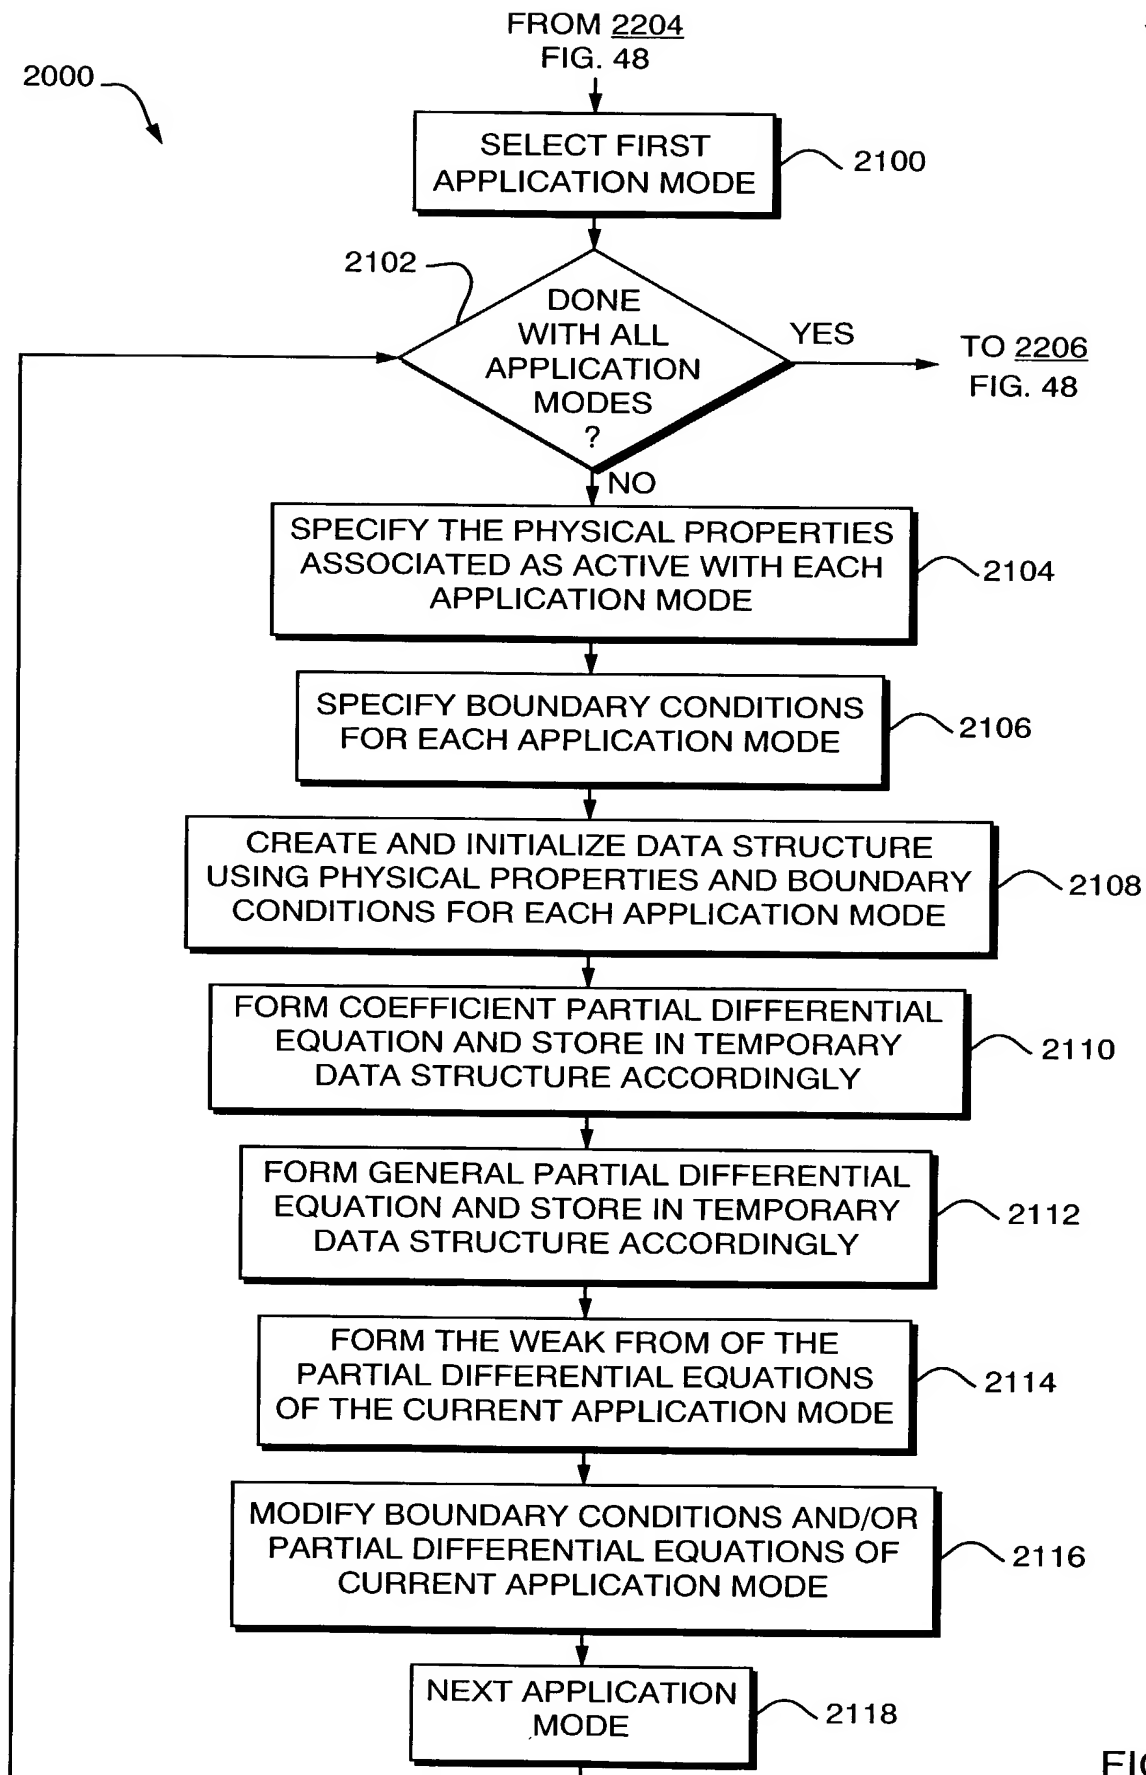 FROM 2204
FIG. 48
2000
SELECT FIRST
APPLICATION MODE
2100
2102
DONE
WITH ALL
APPLICATION
MODES
?
YES
TO 2206
FIG. 48
NO
SPECIFY THE PHYSICAL PROPERTIES
ASSOCIATED AS ACTIVE WITH EACH
APPLICATION MODE
2104
SPECIFY BOUNDARY CONDITIONS
FOR EACH APPLICATION MODE
2106
CREATE AND INITIALIZE DATA STRUCTURE
USING PHYSICAL PROPERTIES AND BOUNDARY
CONDITIONS FOR EACH APPLICATION MODE
2108
FORM COEFFICIENT PARTIAL DIFFERENTIAL
EQUATION AND STORE IN TEMPORARY
DATA STRUCTURE ACCORDINGLY
2110
FORM GENERAL PARTIAL DIFFERENTIAL
EQUATION AND STORE IN TEMPORARY
DATA STRUCTURE ACCORDINGLY
2112
FORM THE WEAK FROM OF THE
PARTIAL DIFFERENTIAL EQUATIONS
OF THE CURRENT APPLICATION MODE
2114
MODIFY BOUNDARY CONDITIONS AND/OR
PARTIAL DIFFERENTIAL EQUATIONS OF
CURRENT APPLICATION MODE
2116
NEXT APPLICATION
MODE
2118